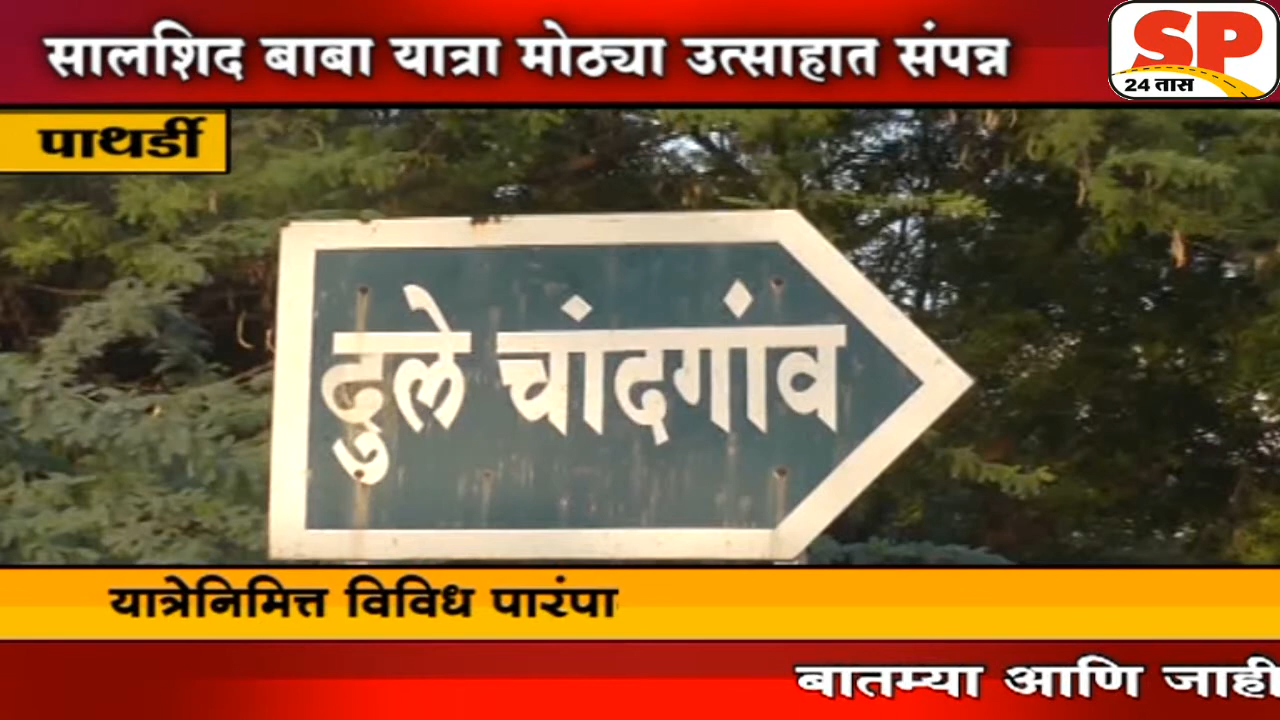 सालशिद बाबा यात्रा मोठ्या उत्साहात संपन्न
SP
24 तास
पाथर्डी
दुले चांदगांव
यात्रेनिमित्त विविध पारंपा
बातम्या आणि जाही